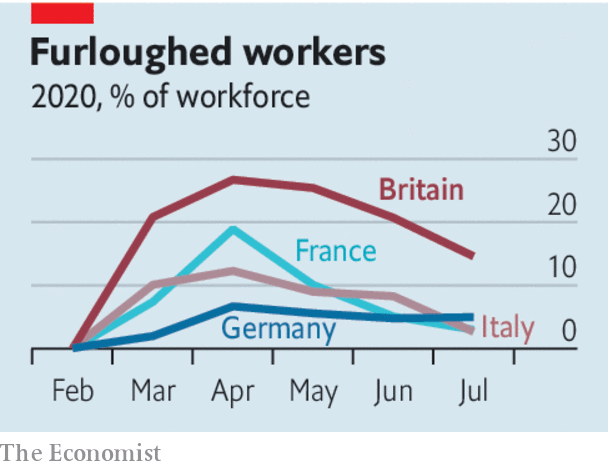 Furloughed workers
2020, % of workforce
30
Britain
20
France
10
Germany
Italy
0
Feb Mar Apr May Jun Jul
The Economist